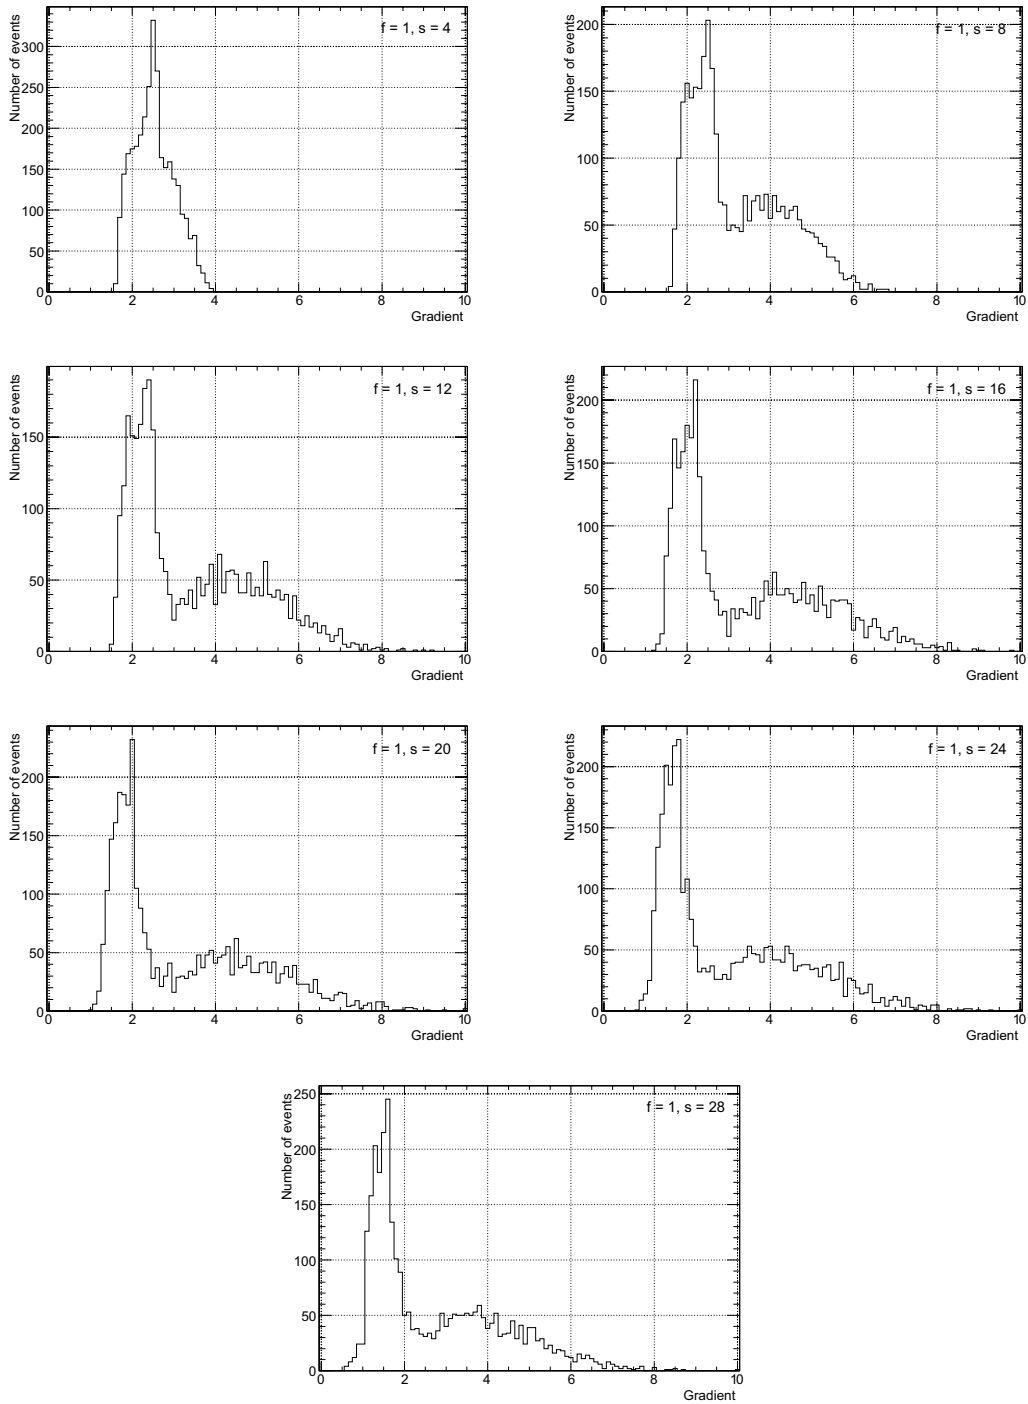 f = 1, s = 4
Number of events
300
250
200
150
100
50
0
0 2 4 6 8 10
Gradient
f = 1, s = 8
Number of events
200
150
100
50
0
0 2 4 6 8 10
Gradient
f = 1, s = 12
Number of events
150
100
50
0
0 2 4 6 8 10
Gradient
f = 1, s = 16
Number of events
200
150
100
50
0
0 2 4 6 8 10
Gradient
f = 1, s = 20
Number of events
200
150
100
50
0
0 2 4 6 8 10
Gradient
f = 1, s = 24
Number of events
200
150
100
50
0
0 2 4 6 8 10
Gradient
f = 1, s = 28
Number of events
250
200
150
100
50
0
0 2 4 6 8 10
Gradient